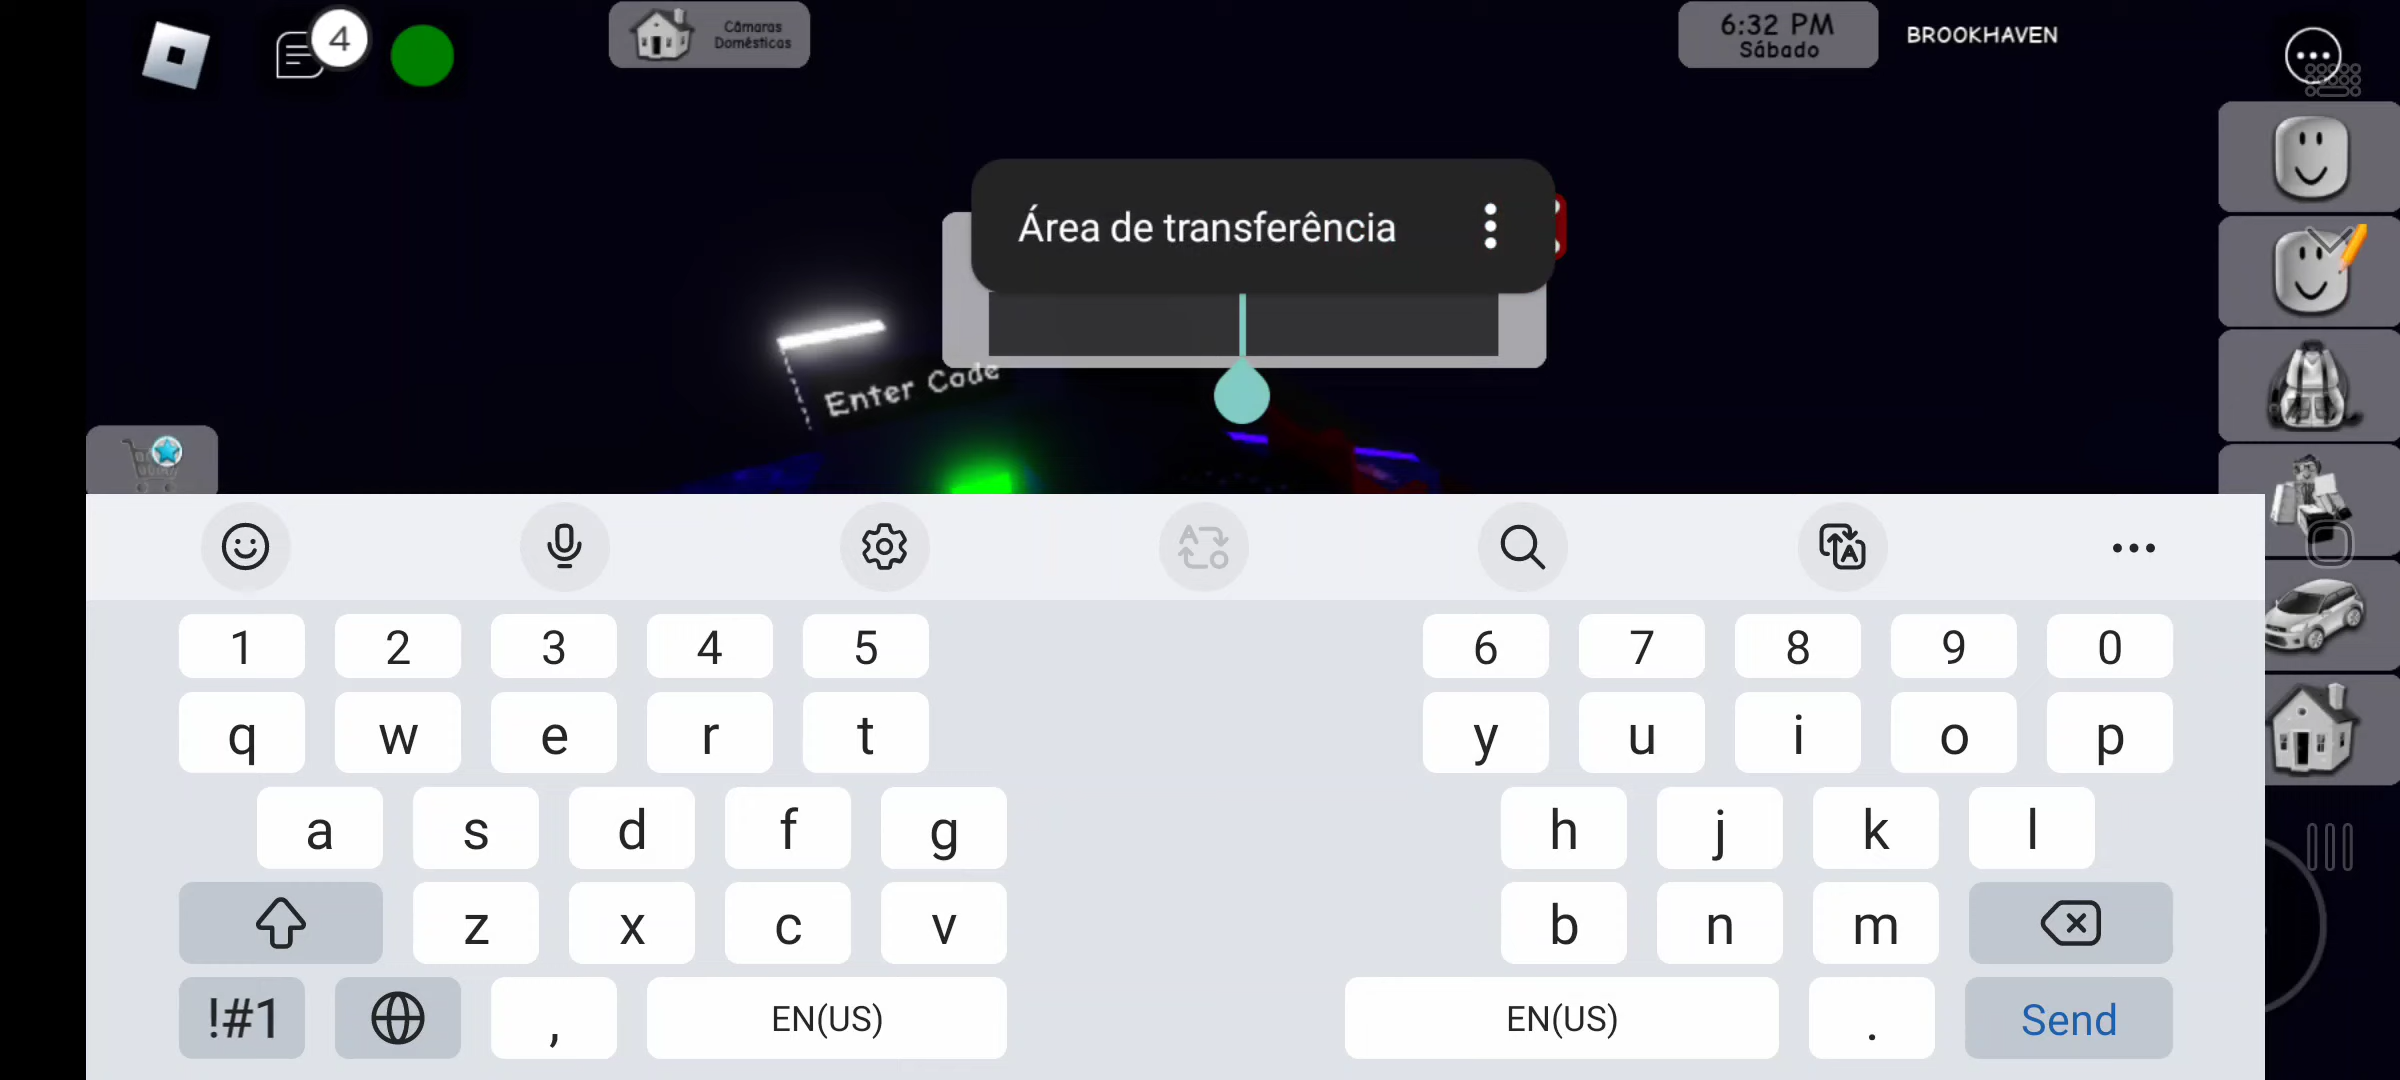 4
Câmaras
Domésticas
6:32 PM
Sábado
BROOKHAVEN
Área de transferência
Enter Code
1 2 3 4 5 6 7 8 9 0
q w e r t y u i o p
a s d f g h j k l
z x c v b n m
!#1 , EN(US) EN(US) . Send